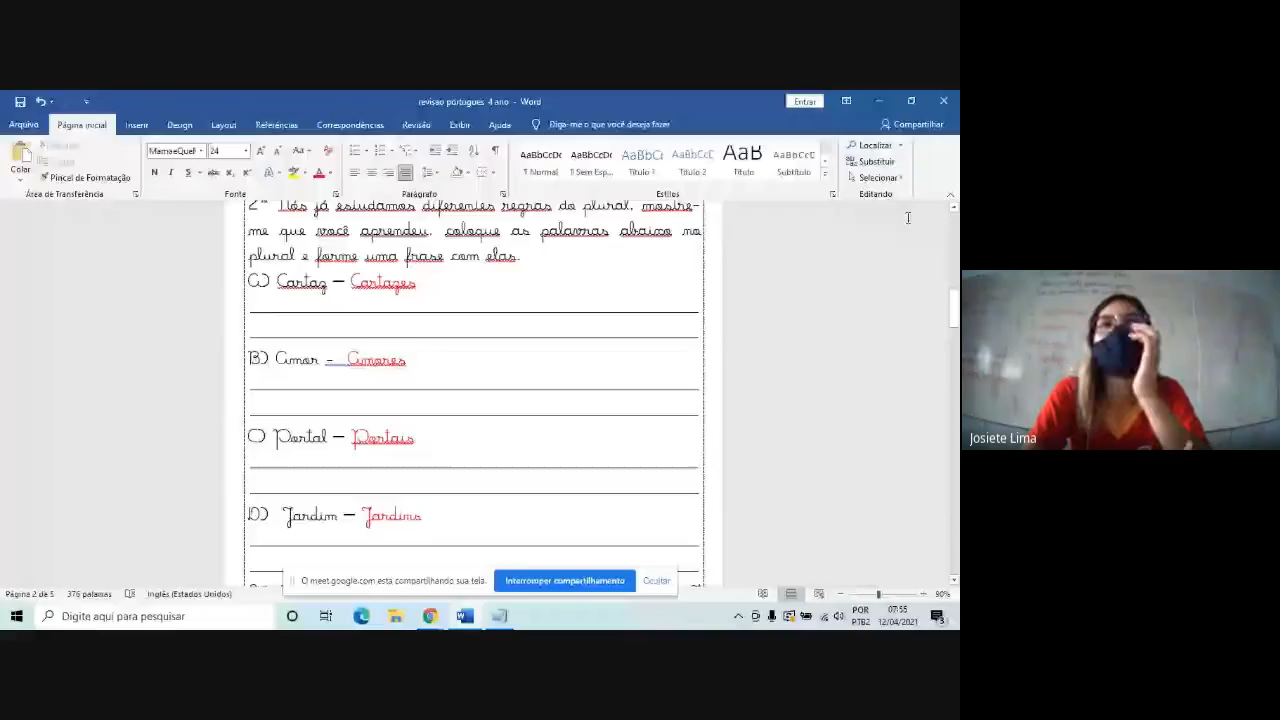 revisao portugues 4 ano - Word
Entrar
Arquivo Página Inicial Inserir Design Layout Referências Correspondências Revisão Exibir Ajuda Diga-me o que você deseja fazer Compartilhar
Colar
Pincel de Formatação
Área de Transferência
MamaeQueN 24
N I S
Fonte
Parágrafo
AaBbCcDc AaBbCcDc AaBbCc AaBbCcC AaB AaBbCcC
¶ Normal ¶ Sem Esp... Título 1 Título 2 Título Subtítulo
Estilos
Localizar
Substituir
Selecionar
Editando
2ª Nós já estudamos diferentes regras do plural, mostre-
me que você aprendeu, coloque as palavras abaixo no
plural e forme uma frase com elas.
A) Cartaz – Cartazes
B) Amor - Amores
C) Portal – Portais
D) Jardim – Jardins
O meet.google.com está compartilhando sua tela. Interromper compartilhamento Ocultar
Página 2 de 5 376 palavras Inglês (Estados Unidos) 90%
Digite aqui para pesquisar
POR
PTB2
07:55
12/04/2021
Josiete Lima